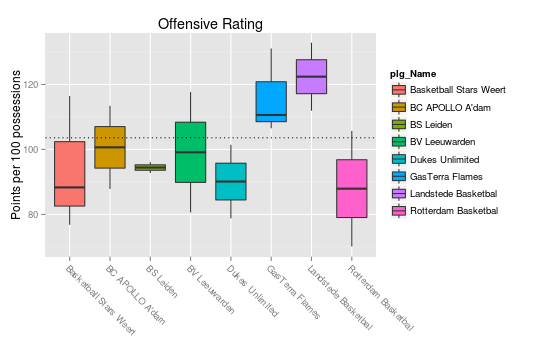 Offensive Rating
Points per 100 possessions
120
100
80
Basketball Stars Weert
BC APOLLO A'dam
BS Leiden
BV Leeuwarden
Dukes Unlimited
GasTerra Flames
Landstede Basketbal
Rotterdam Basketbal
plg_Name
Basketball Stars Weert
BC APOLLO A'dam
BS Leiden
BV Leeuwarden
Dukes Unlimited
GasTerra Flames
Landstede Basketbal
Rotterdam Basketbal